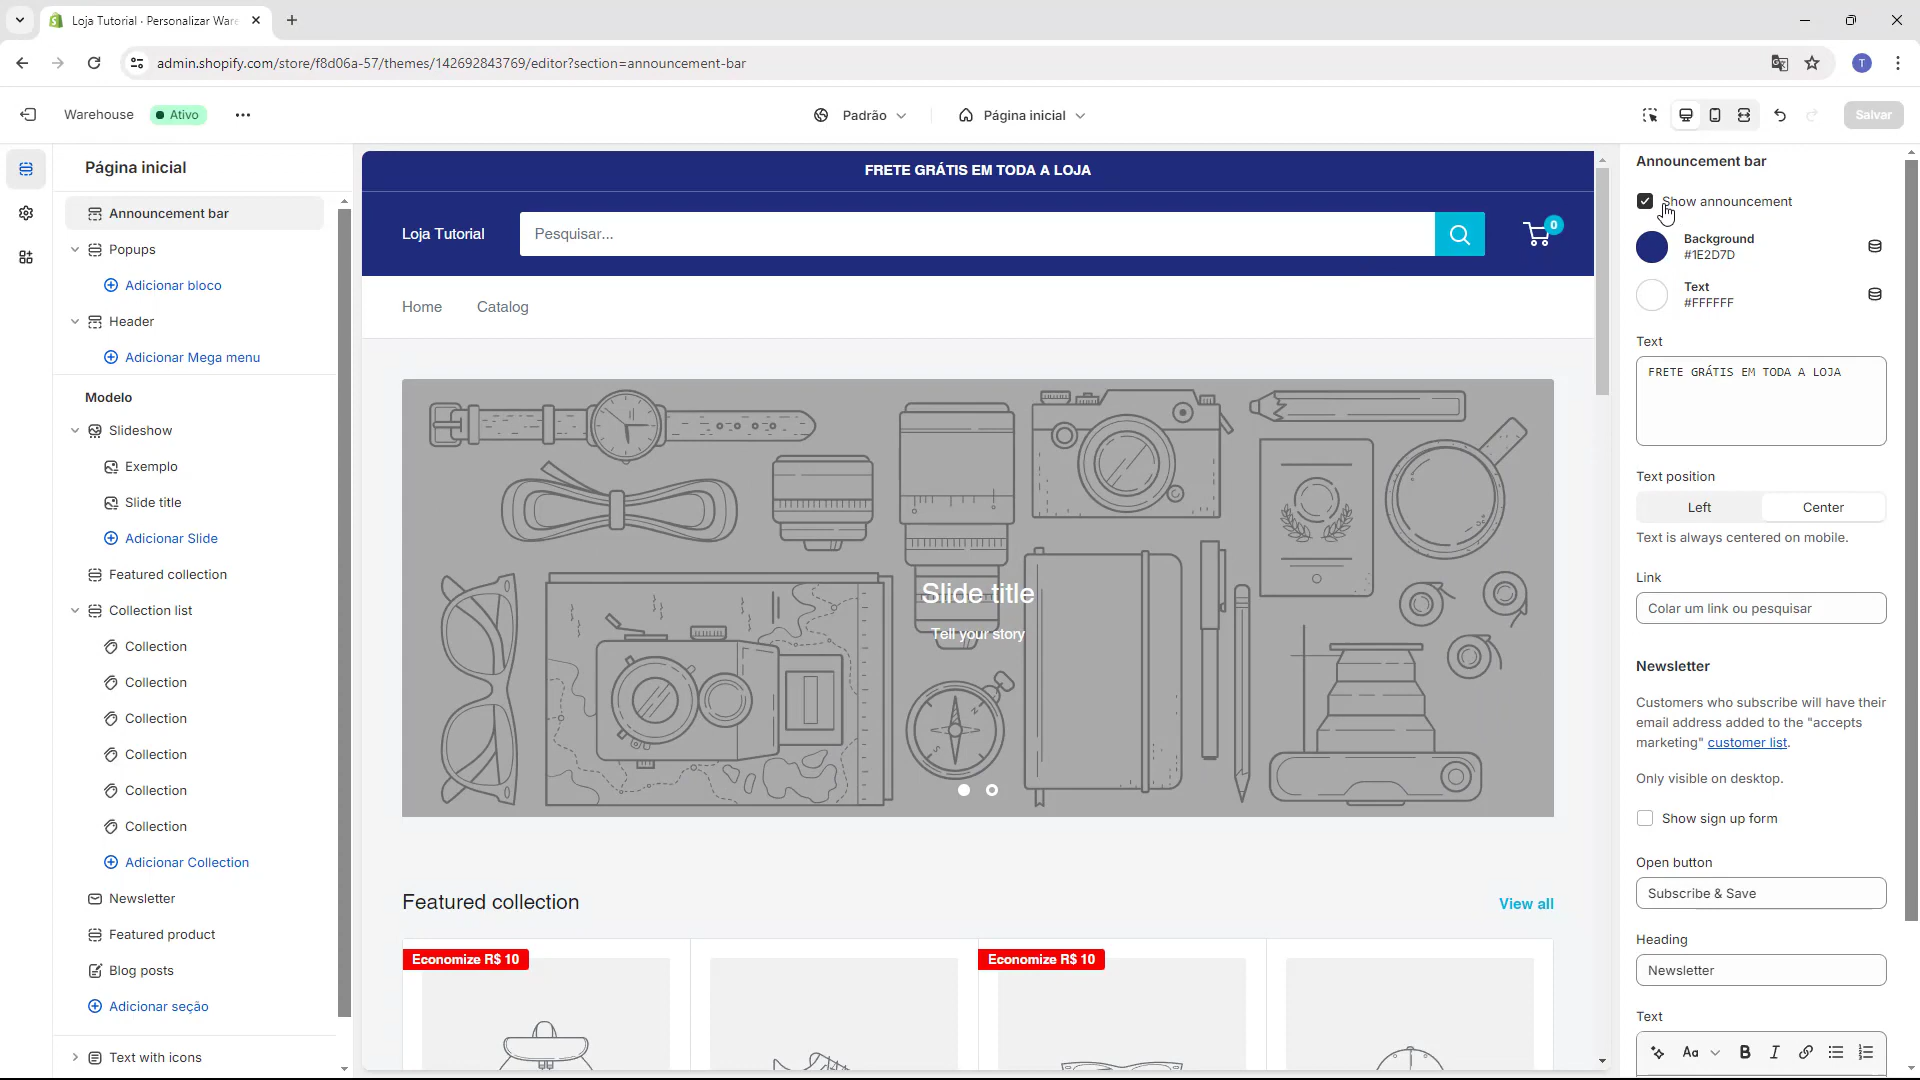 Loja Tutorial · Personalizar Ware
admin.shopify.com/store/f8d06a-57/themes/142692843769/editor?section=announcement-bar
T
Warehouse
Ativo
Padrão
Página inicial
Salvar
Página inicial
Announcement bar
Popups
Adicionar bloco
Header
Adicionar Mega menu
Modelo
Slideshow
Exemplo
Slide title
Adicionar Slide
Featured collection
Collection list
Collection
Collection
Collection
Collection
Collection
Collection
Adicionar Collection
Newsletter
Featured product
Blog posts
Adicionar seção
Text with icons
FRETE GRÁTIS EM TODA A LOJA
Loja Tutorial
Pesquisar...
0
Home
Catalog
Slide title
Tell your story
Featured collection
View all
Economize R$ 10
Economize R$ 10
Announcement bar
Show announcement
Background
#1E2D7D
Text
#FFFFFF
Text
FRETE GRÁTIS EM TODA A LOJA
Text position
Left
Center
Text is always centered on mobile.
Link
Colar um link ou pesquisar
Newsletter
Customers who subscribe will have their
email address added to the "accepts
marketing" customer list.
Only visible on desktop.
Show sign up form
Open button
Subscribe & Save
Heading
Newsletter
Text
Aa
B
I